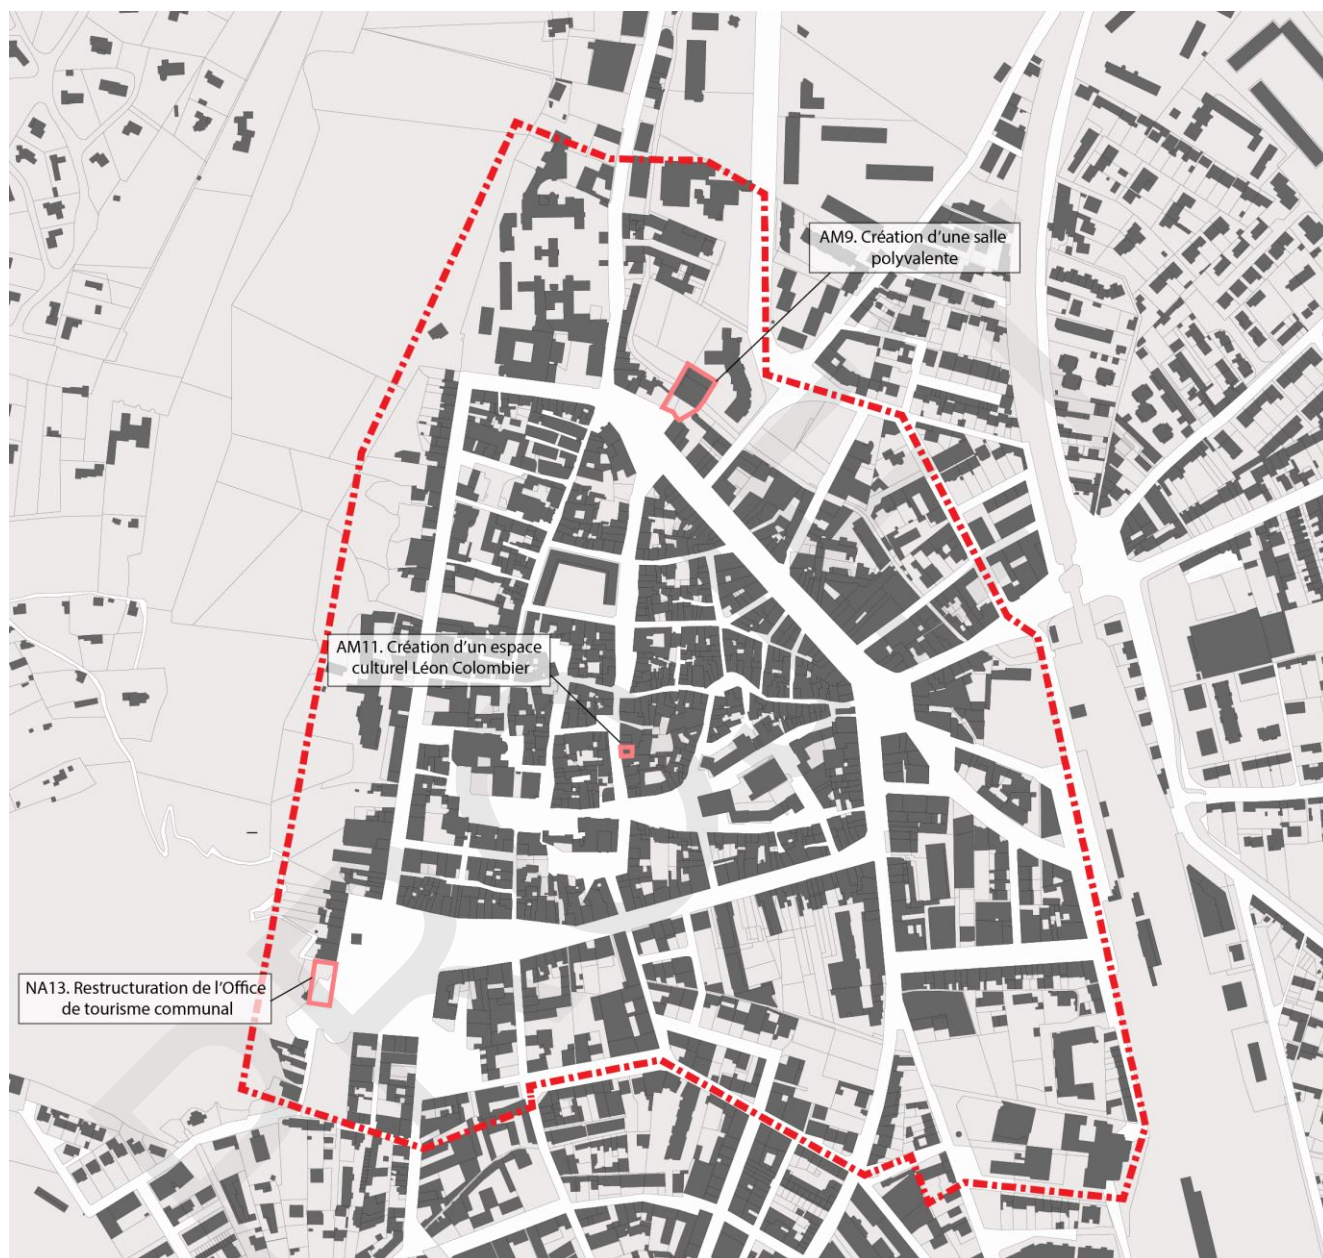 AM9. Création d'une salle
polyvalente
AM11. Création d'un espace
culturel Léon Colombier
NA13. Restructuration de l'Office
de tourisme communal